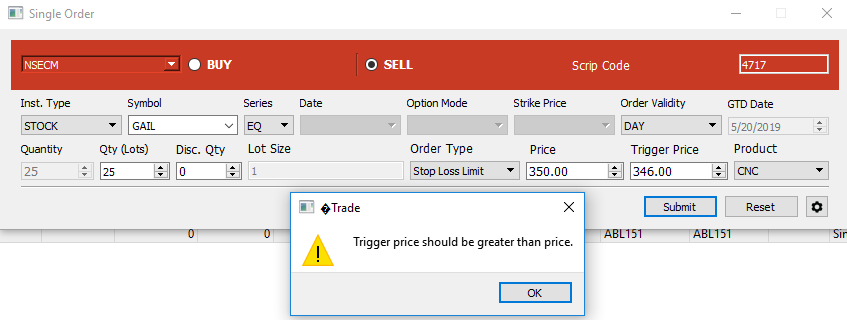 Single Order
NSECM BUY SELL Scrip Code 4717
Inst. Type Symbol Series Date Option Mode Strike Price Order Validity GTD Date
STOCK GAIL EQ DAY 5/20/2019
Quantity Qty (Lots) Disc. Qty Lot Size Order Type Price Trigger Price Product
25 25 0 1 Stop Loss Limit 350.00 346.00 CNC
Submit Reset
�Trade
0 0 ABL151 ABL151 Sin
Trigger price should be greater than price.
OK